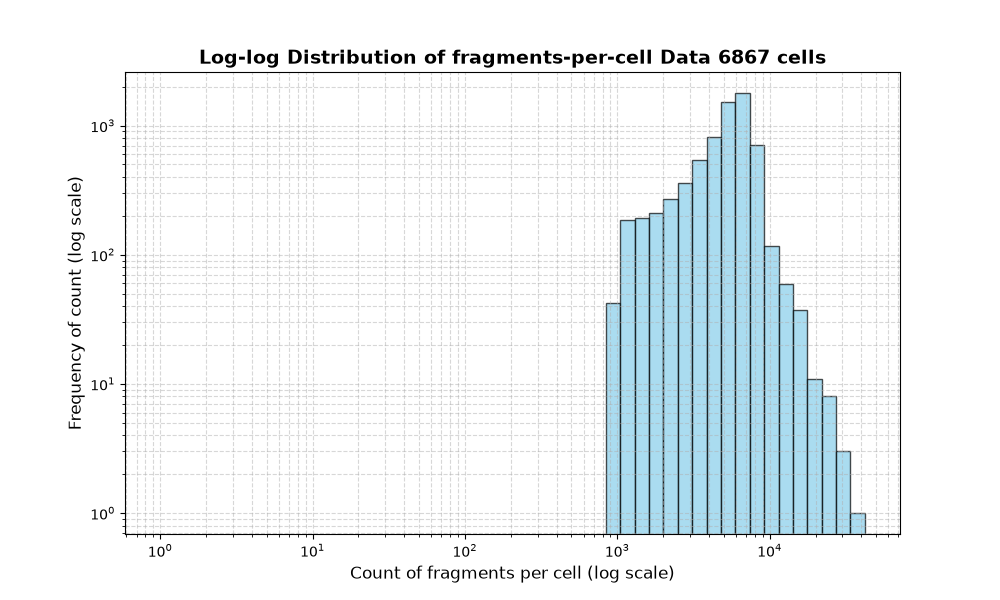 Log-log Distribution of fragments-per-cell Data 6867 cells
Frequency of count (log scale)
10³
10²
10¹
10⁰
10⁰ 10¹ 10² 10³ 10⁴
Count of fragments per cell (log scale)